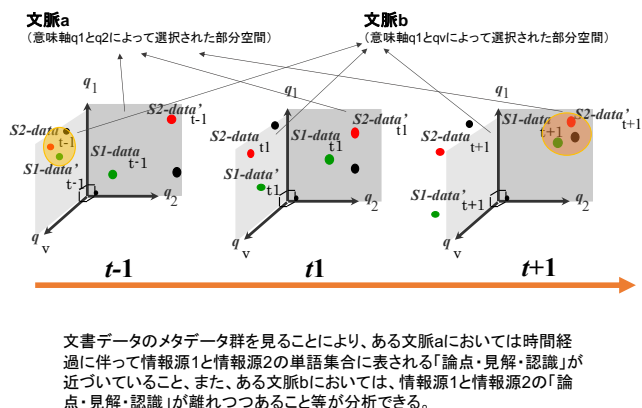 文脈a
(意味軸q1とq2によって選択された部分空間)
文脈b
(意味軸q1とqvによって選択された部分空間)
q1
S2-data'
t-1
S2-data
t-1
S1-data
t-1
S1-data'
t-1
q2
q
v
q1
S2-data'
t1
S2-data
t1
S1-data
t1
S1-data'
t1
q2
q
v
q1
S2-data'
t+1
S1-data
t+1
S2-data
t+1
S1-data'
t+1
q2
q
v
t-1
t1
t+1
文書データのメタデータ群を見ることにより、ある文脈aにおいては時間経
過に伴って情報源1と情報源2の単語集合に表される「論点・見解・認識」が
近づいていること、また、ある文脈bにおいては、情報源1と情報源2の「論
点・見解・認識」が離れつつあること等が分析できる。